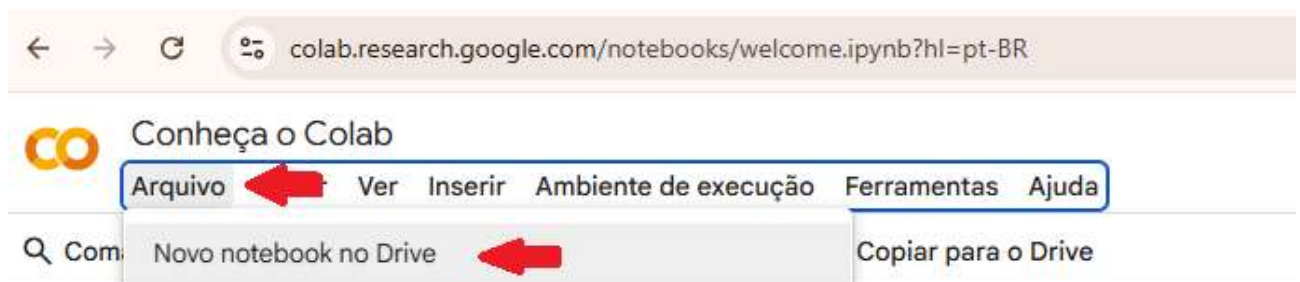 colab.research.google.com/notebooks/welcome.ipynb?hl=pt-BR
CO Conheça o Colab
Arquivo Ver Inserir Ambiente de execução Ferramentas Ajuda
Novo notebook no Drive Copiar para o Drive